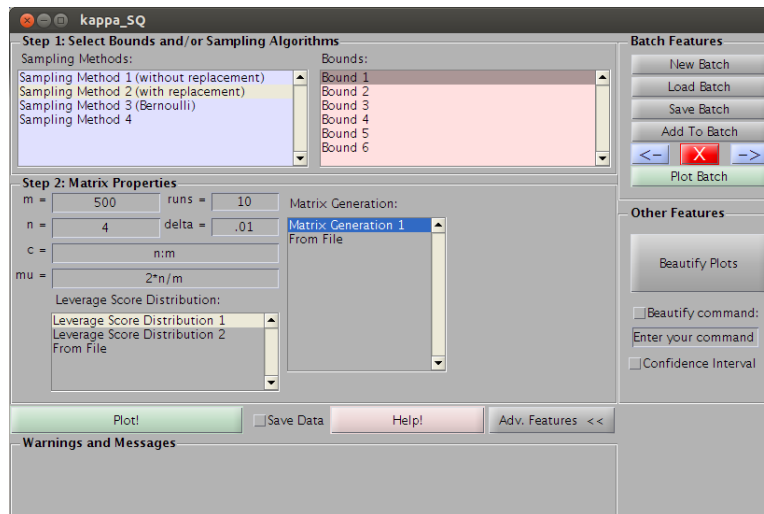 kappa_SQ
Step 1: Select Bounds and/or Sampling Algorithms
Sampling Methods:
Sampling Method 1 (without replacement)
Sampling Method 2 (with replacement)
Sampling Method 3 (Bernoulli)
Sampling Method 4
Bounds:
Bound 1
Bound 2
Bound 3
Bound 4
Bound 5
Bound 6
Step 2: Matrix Properties
m = 500 runs = 10
n = 4 delta = .01
c = n:m
mu = 2*n/m
Leverage Score Distribution:
Leverage Score Distribution 1
Leverage Score Distribution 2
From File
Matrix Generation:
Matrix Generation 1
From File
Plot!
Save Data
Help!
Adv. Features <<
Warnings and Messages
Batch Features
New Batch
Load Batch
Save Batch
Add To Batch
<- X ->
Plot Batch
Other Features
Beautify Plots
Beautify command:
Enter your command
Confidence Interval